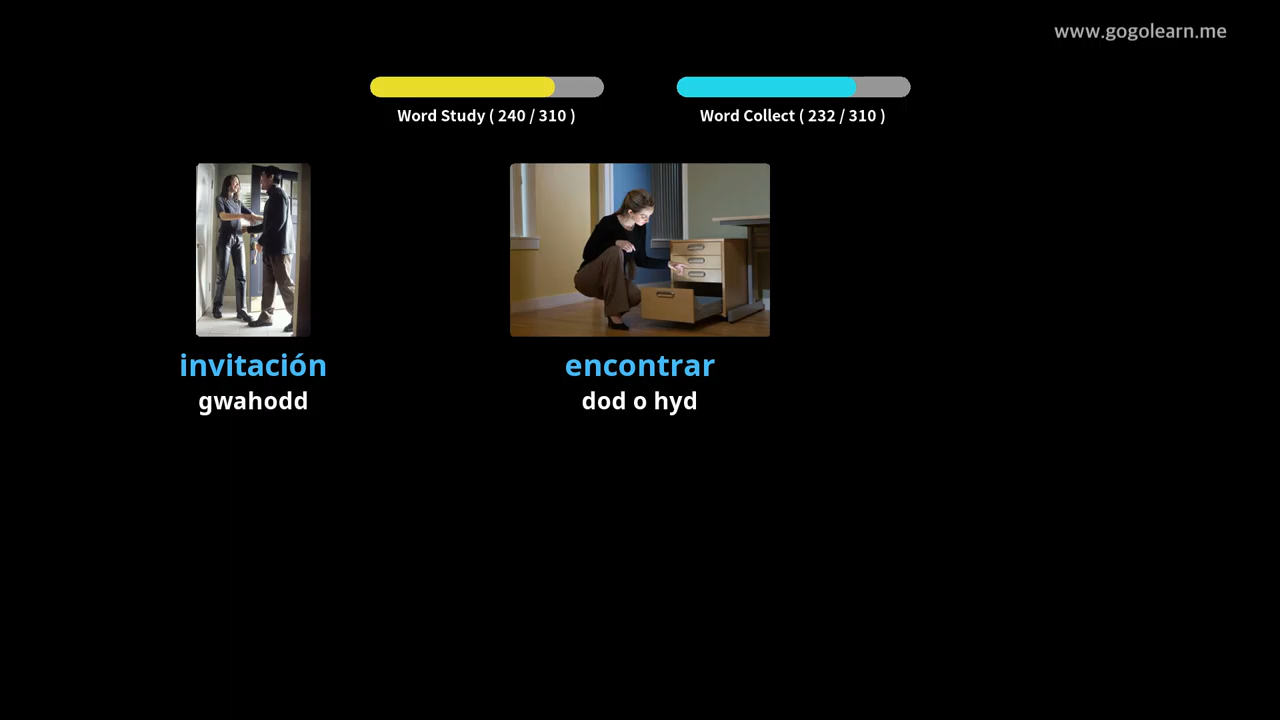 www.gogolearn.me
Word Study ( 240 / 310 )
Word Collect ( 232 / 310 )
invitación
gwahodd
encontrar
dod o hyd